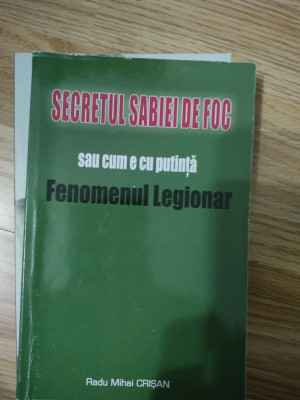 SECRETUL SABIEI DE FOC
sau cum e cu putință
Fenomenul Legionar
Radu Mihai CRIȘAN